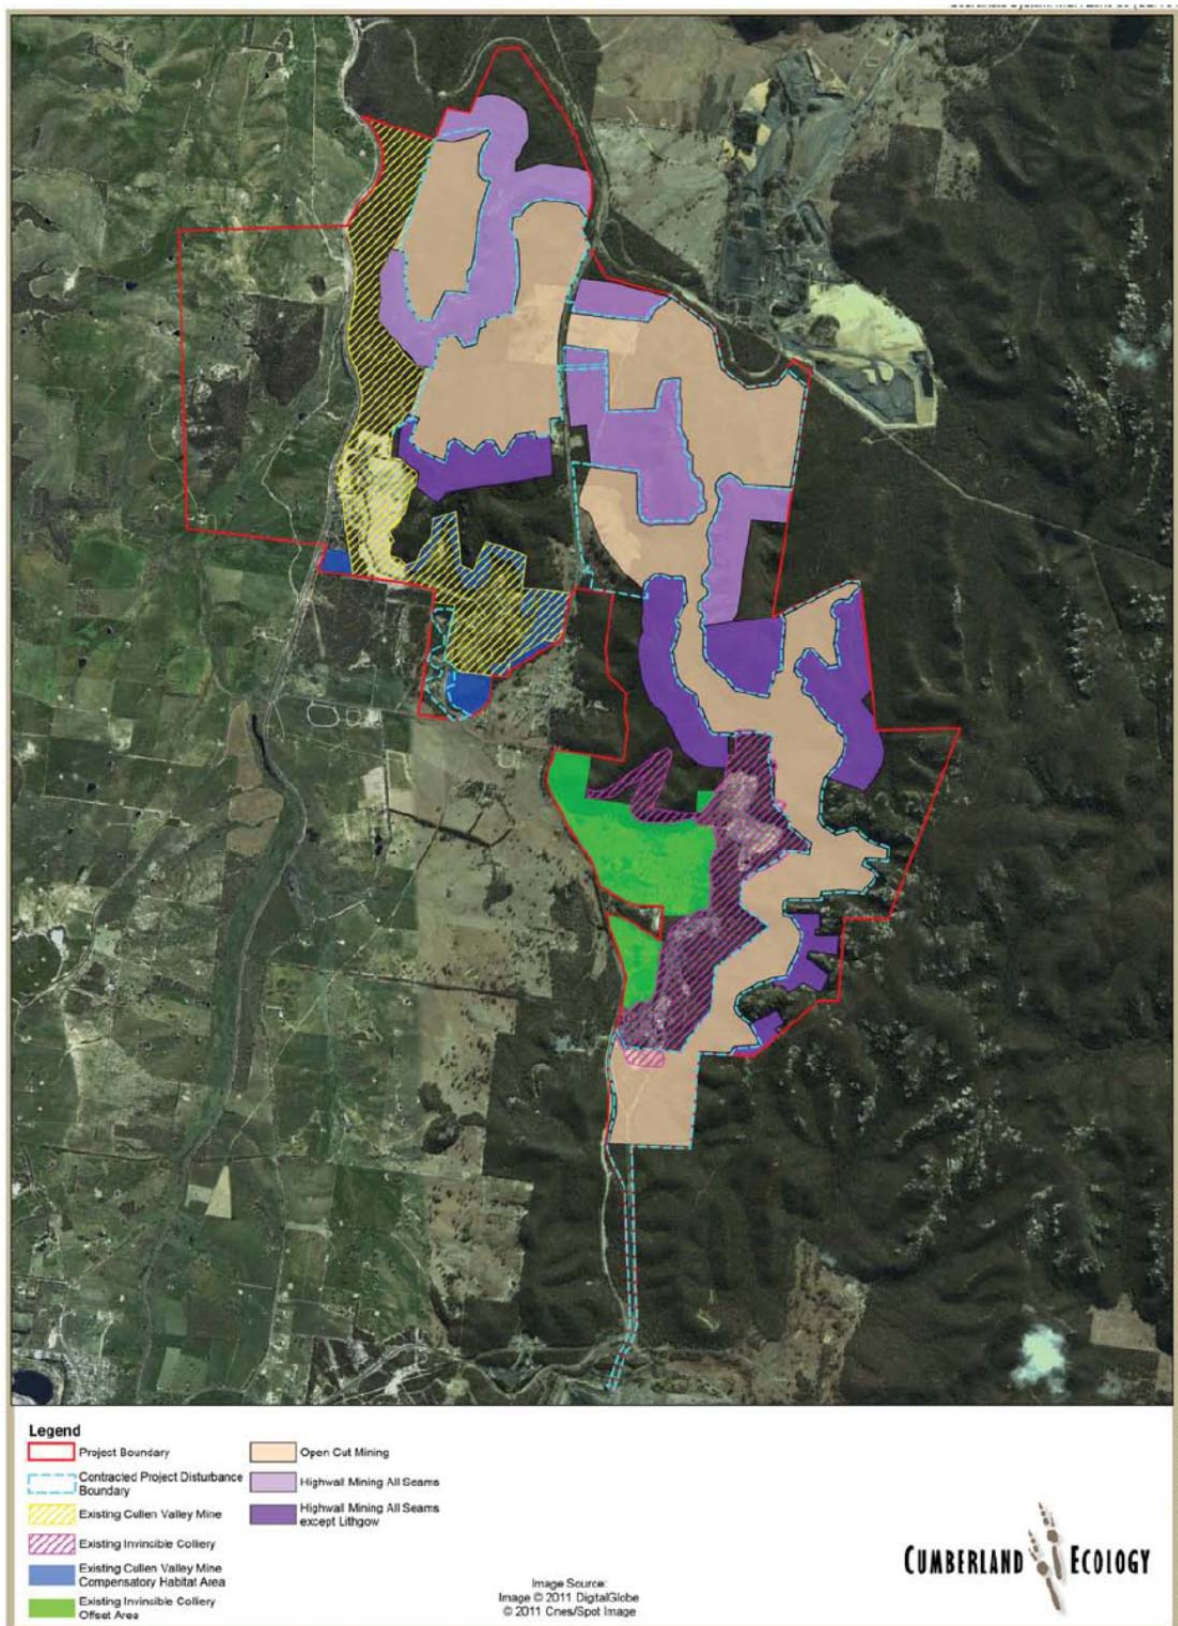 Legend
Project Boundary
Contracted Project Disturbance
Boundary
Existing Cullen Valley Mine
Existing Invincible Colliery
Existing Cullen Valley Mine
Compensatory Habitat Area
Existing Invincible Colliery
Offset Area
Open Cut Mining
Highwall Mining All Seams
Highwall Mining All Seams
except Lithgow
Image Source:
Image © 2011 DigitalGlobe
© 2011 Cnes/Spot Image
CUMBERLAND ECOLOGY